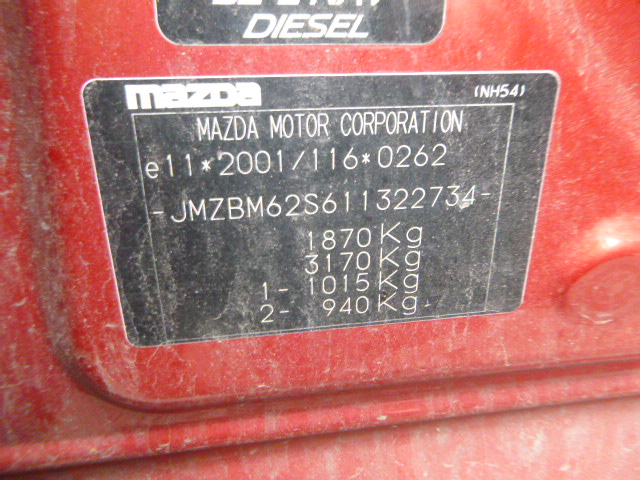 DIESEL
mazda (NH54)
MAZDA MOTOR CORPORATION
e11*2001/116*0262
-JMZBM62S611322734-
1870Kg
3170Kg
1- 1015Kg
2- 940Kg